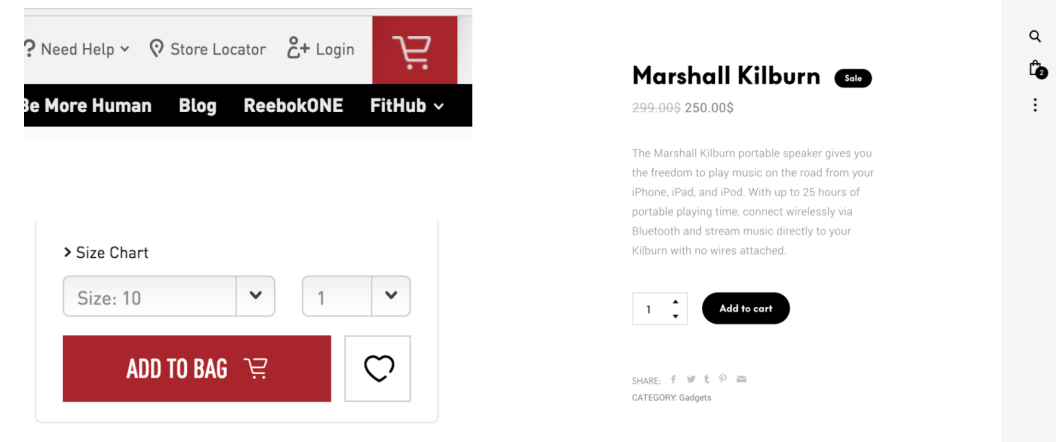 ? Need Help
Store Locator
Login
Be More Human
Blog
ReebokONE
FitHub
Size Chart
Size: 10
1
ADD TO BAG
Marshall Kilburn
Sale
299.00$ 250.00$
The Marshall Kilburn portable speaker gives you
the freedom to play music on the road from your
iPhone, iPad, and iPod. With up to 25 hours of
portable playing time, connect wirelessly via
Bluetooth and stream music directly to your
Kilburn with no wires attached.
1
Add to cart
SHARE:
CATEGORY: Gadgets
2